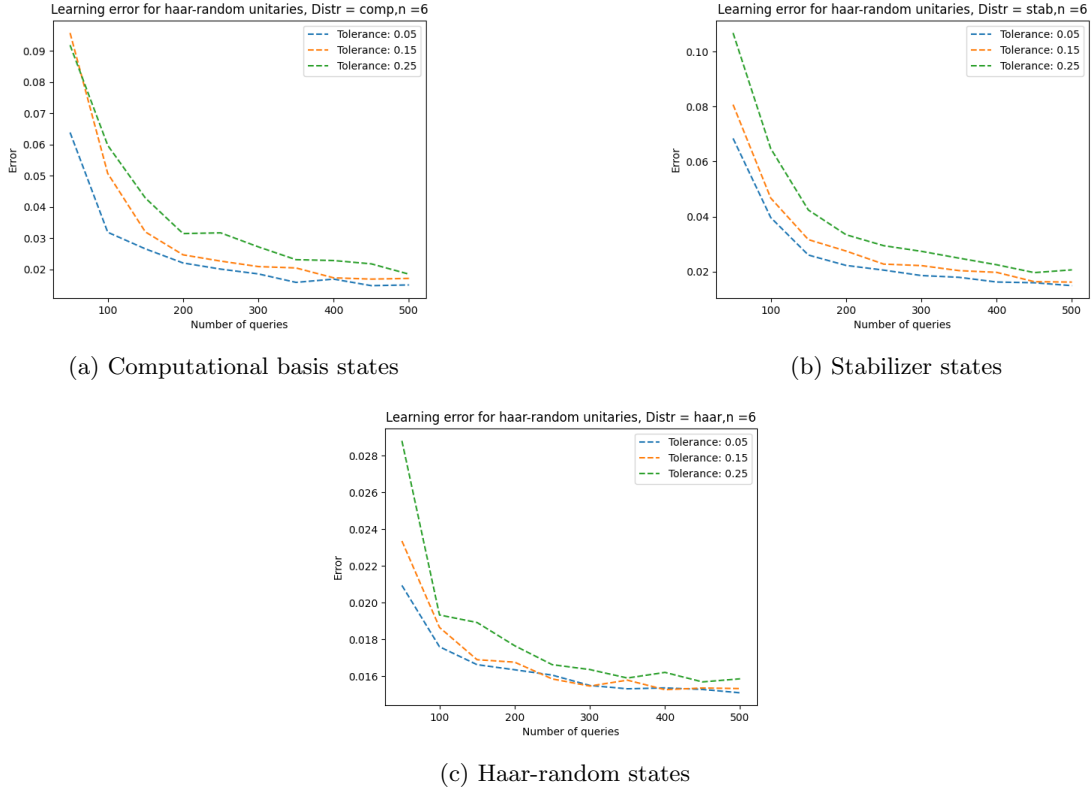 Learning error for haar-random unitaries, Distr = comp,n =6
Tolerance: 0.05
Tolerance: 0.15
Tolerance: 0.25
0.09
0.08
0.07
0.06
0.05
0.04
0.03
0.02
Error
100 200 300 400 500
Number of queries
(a) Computational basis states
Learning error for haar-random unitaries, Distr = stab,n =6
Tolerance: 0.05
Tolerance: 0.15
Tolerance: 0.25
0.10
0.08
0.06
0.04
0.02
Error
100 200 300 400 500
Number of queries
(b) Stabilizer states
Learning error for haar-random unitaries, Distr = haar,n =6
Tolerance: 0.05
Tolerance: 0.15
Tolerance: 0.25
0.028
0.026
0.024
0.022
0.020
0.018
0.016
Error
100 200 300 400 500
Number of queries
(c) Haar-random states